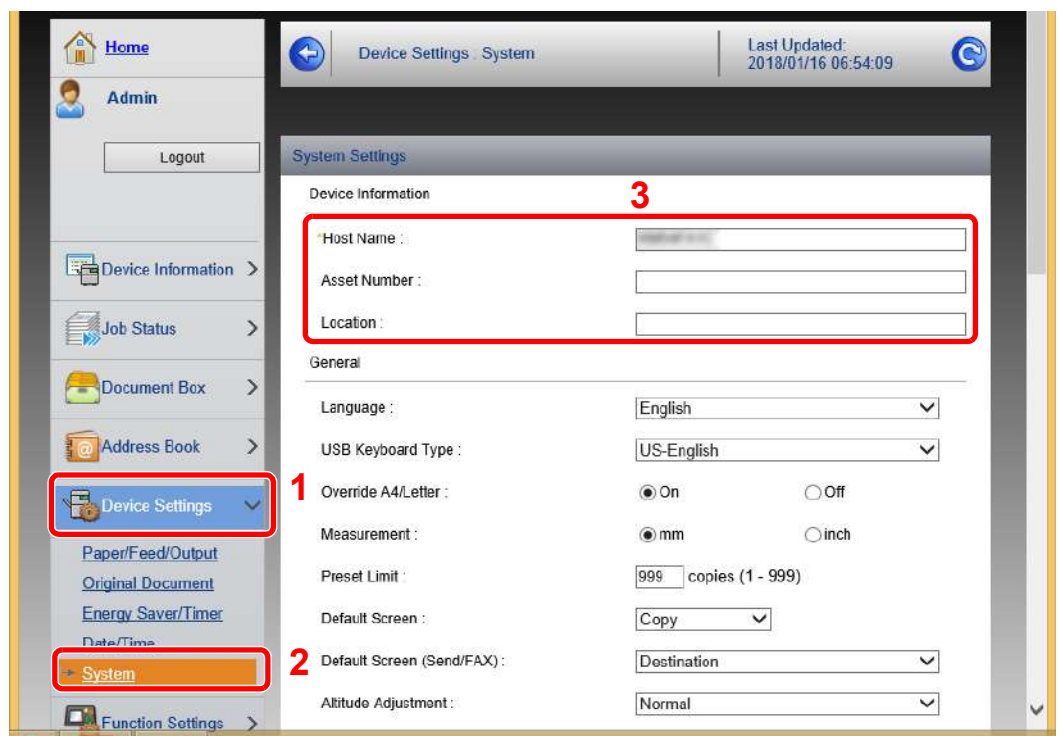 Home
Admin
Logout
Device Information
Job Status
Document Box
Address Book
1
Device Settings
Paper/Feed/Output
Original Document
Energy Saver/Timer
Date/Time
2
System
Function Settings
Device Settings : System
Last Updated:
2018/01/16 06:54:09
System Settings
Device Information
3
*Host Name :
Asset Number :
Location :
General
Language : English
USB Keyboard Type : US-English
Override A4/Letter : On Off
Measurement : mm inch
Preset Limit : 999 copies (1 - 999)
Default Screen : Copy
Default Screen (Send/FAX) : Destination
Altitude Adjustment : Normal